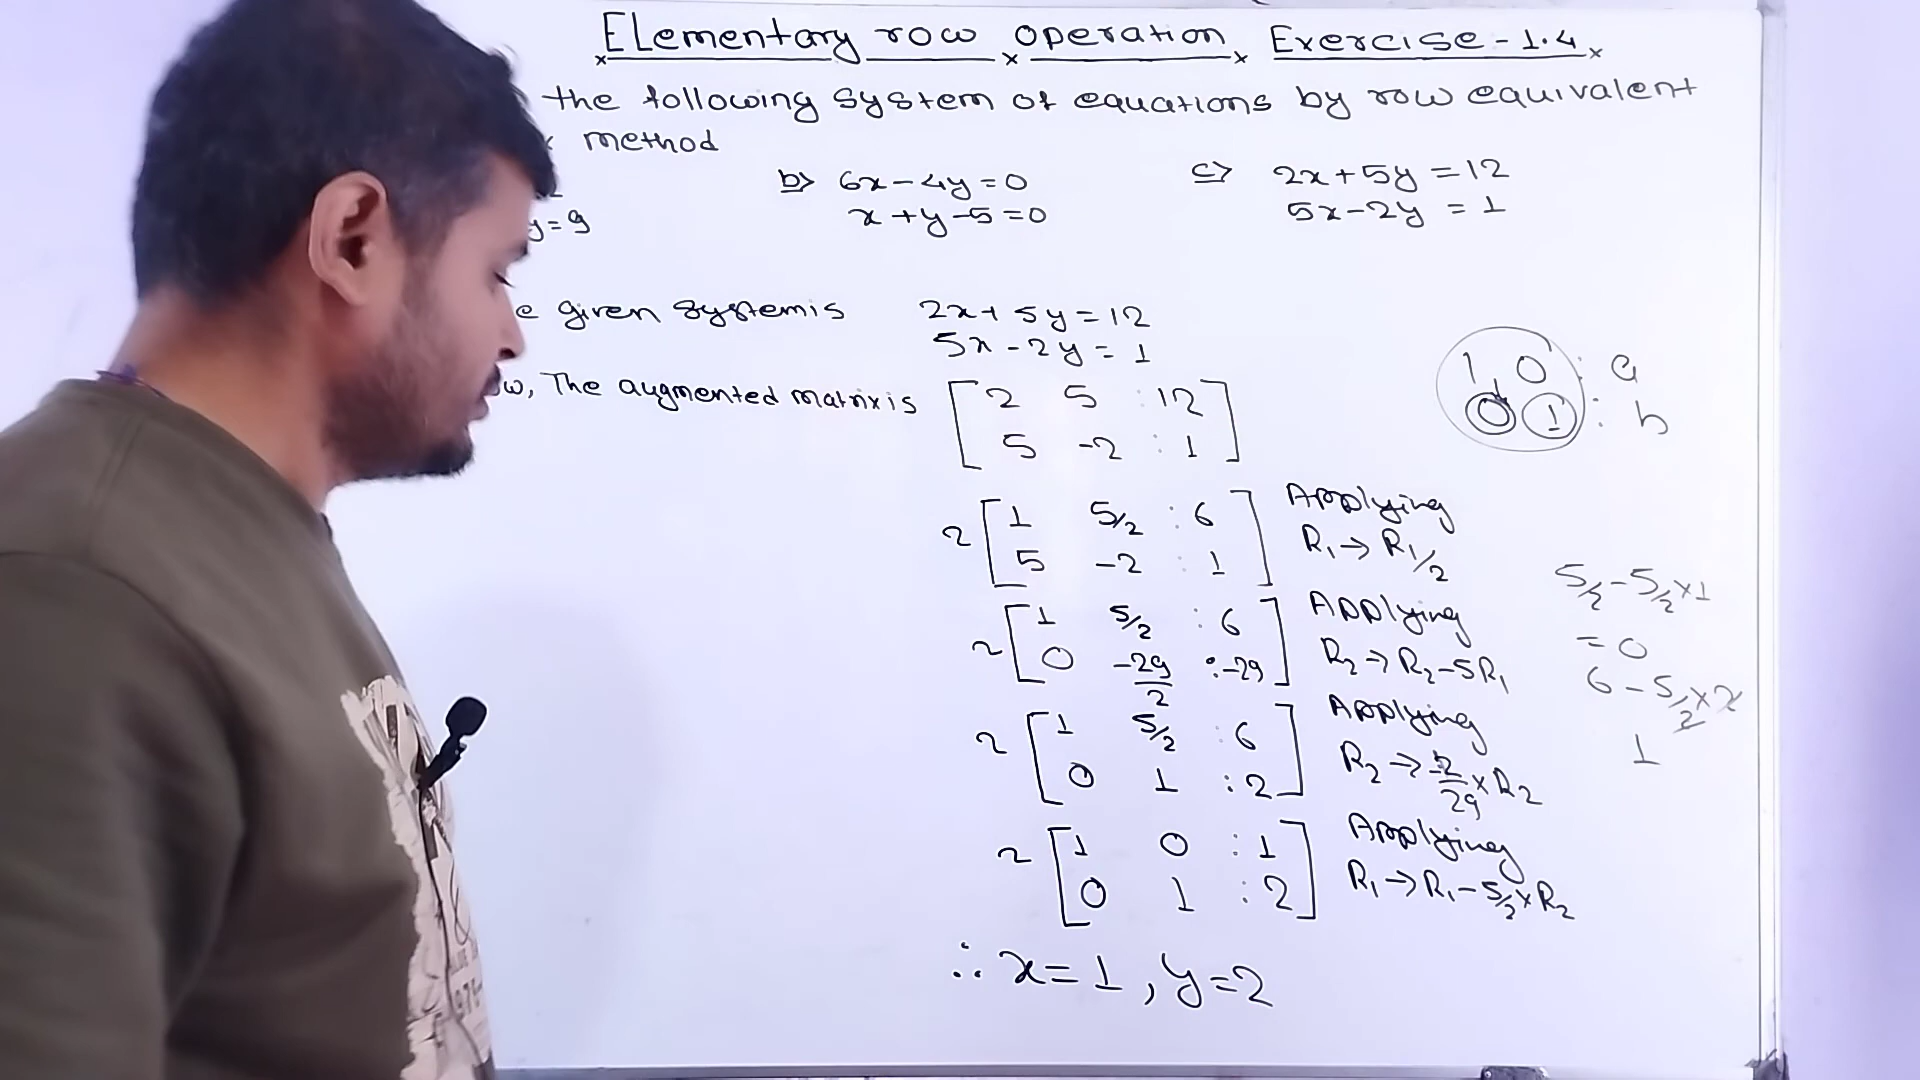 Elementary row operation Exercise-1.4
the following system of equations by row equivalent
method
b> 6x-4y=0
x+y-5=0
c> 2x+5y=12
5x-2y=1
y=9
given system is 2x+5y=12
5x-2y=1
The augmented matrix is
[2 5 : 12
5 -2 : 1]
1 0 : a
0 1 : b
~ [1 5/2 : 6
5 -2 : 1]
Applying
R1→R1/2
~ [1 5/2 : 6
0 -29/2 : -29]
Applying
R2→R2-5R1
~ [1 5/2 : 6
0 1 : 2]
Applying
R2→-2/29×R2
~ [1 0 : 1
0 1 : 2]
Applying
R1→R1-5/2×R2
5/2-5/2×1
=0
6-5/2×2
1
∴ x=1, y=2